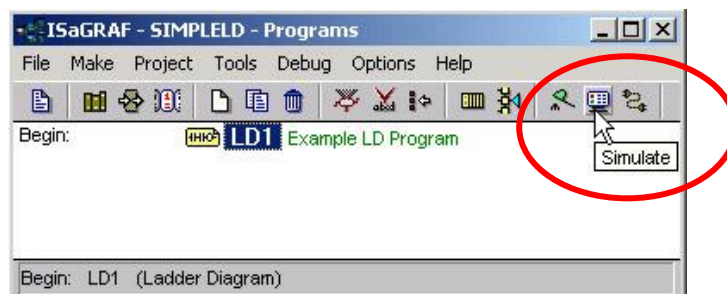 ISaGRAF - SIMPLELD - Programs
File Make Project Tools Debug Options Help
Begin: LD1 Example LD Program
Simulate
Begin: LD1 (Ladder Diagram)